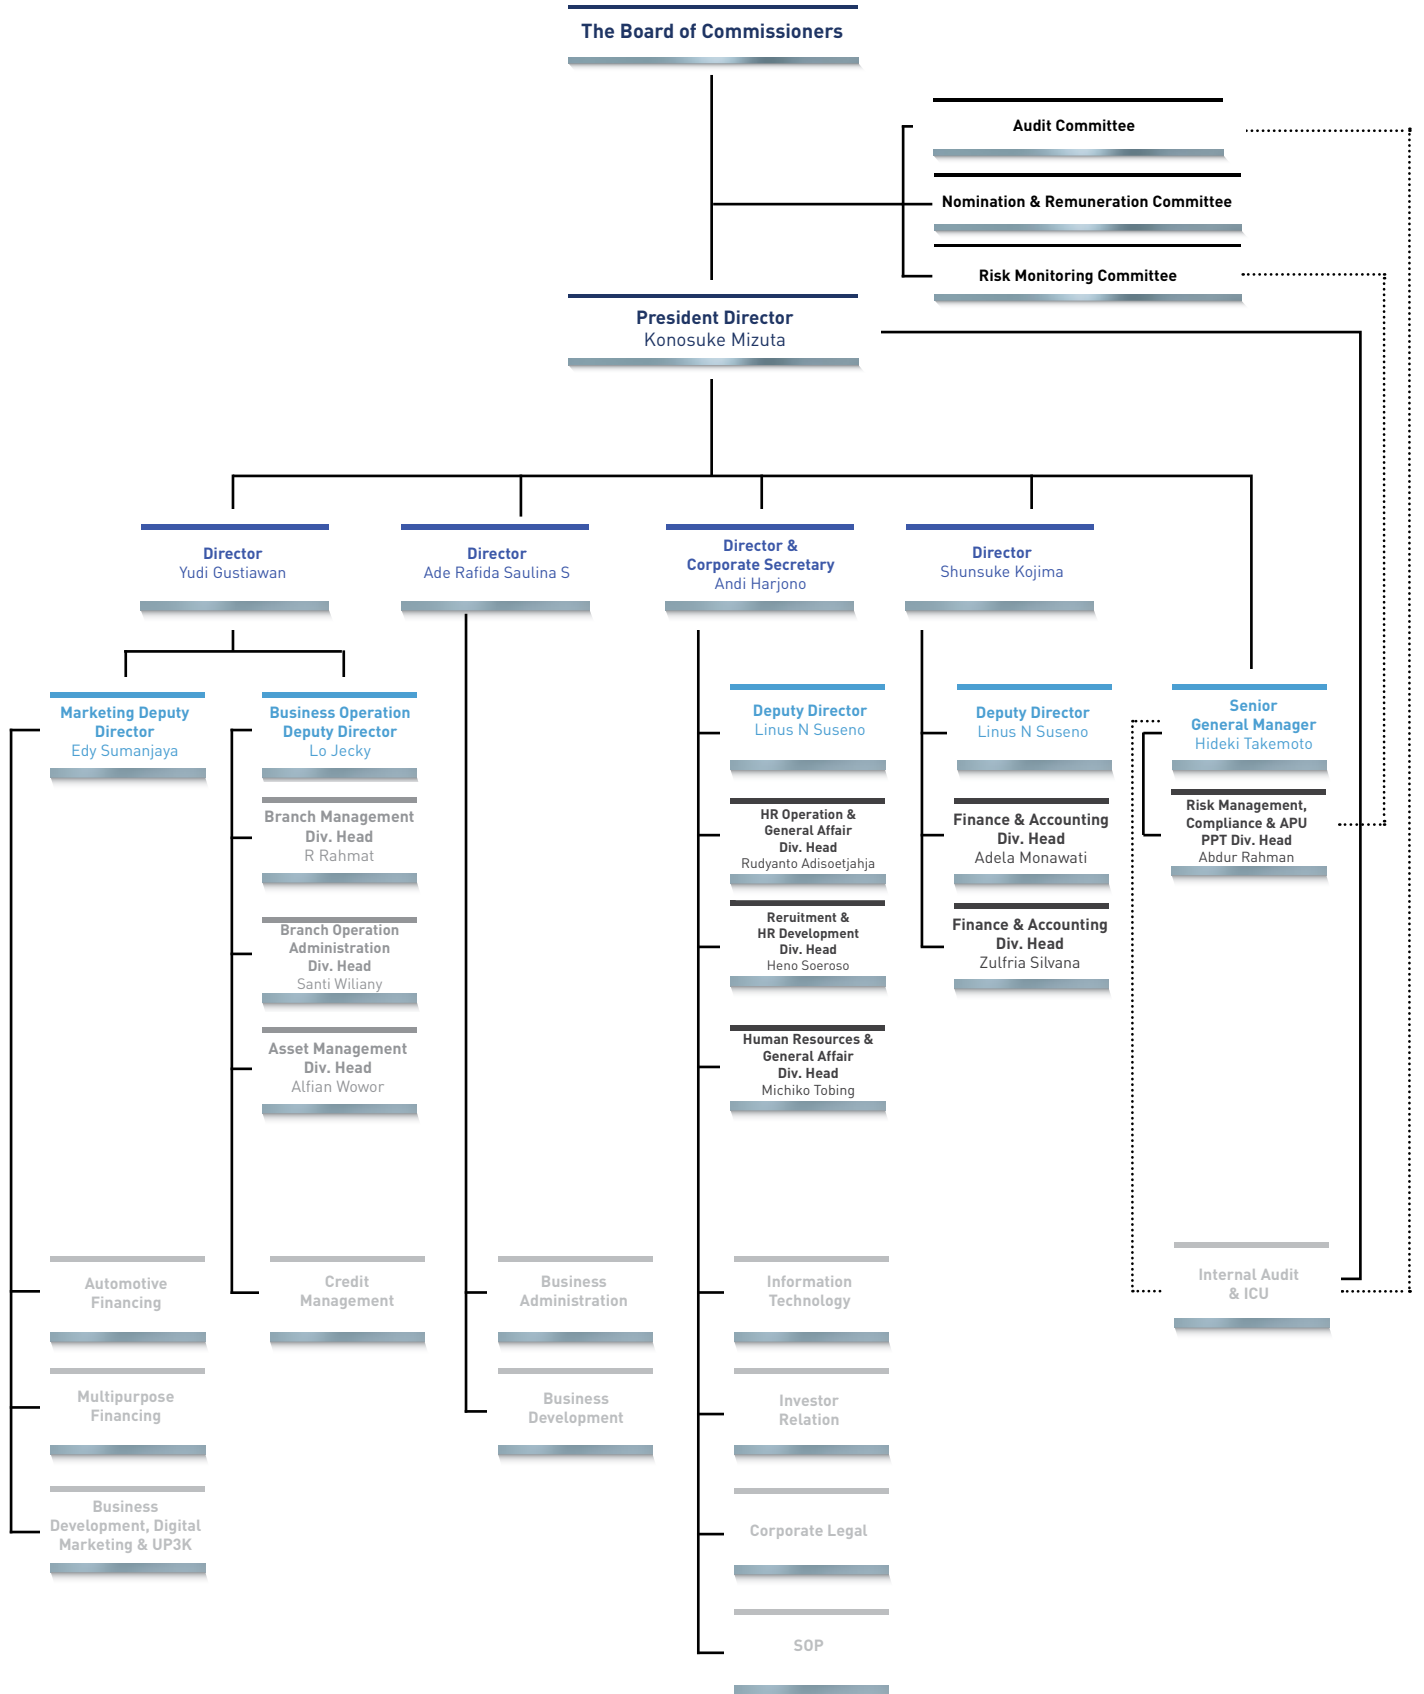 The Board of Commissioners
Audit Committee
Nomination & Remuneration Committee
Risk Monitoring Committee
President Director
Konosuke Mizuta
Director
Yudi Gustiawan
Director
Ade Rafida Saulina S
Director &
Corporate Secretary
Andi Harjono
Director
Shunsuke Kojima
Marketing Deputy
Director
Edy Sumanjaya
Business Operation
Deputy Director
Lo Jecky
Deputy Director
Linus N Suseno
Deputy Director
Linus N Suseno
Senior
General Manager
Hideki Takemoto
Branch Management
Div. Head
R Rahmat
HR Operation &
General Affair
Div. Head
Rudyanto Adisoetjahja
Finance & Accounting
Div. Head
Adela Monawati
Risk Management,
Compliance & APU
PPT Div. Head
Abdur Rahman
Branch Operation
Administration
Div. Head
Santi Wiliany
Reruitment &
HR Development
Div. Head
Heno Soeroso
Finance & Accounting
Div. Head
Zulfria Silvana
Asset Management
Div. Head
Alfian Wowor
Human Resources &
General Affair
Div. Head
Michiko Tobing
Automotive
Financing
Credit
Management
Business
Administration
Information
Technology
Internal Audit
& ICU
Multipurpose
Financing
Business
Development
Investor
Relation
Business
Development, Digital
Marketing & UP3K
Corporate Legal
SOP